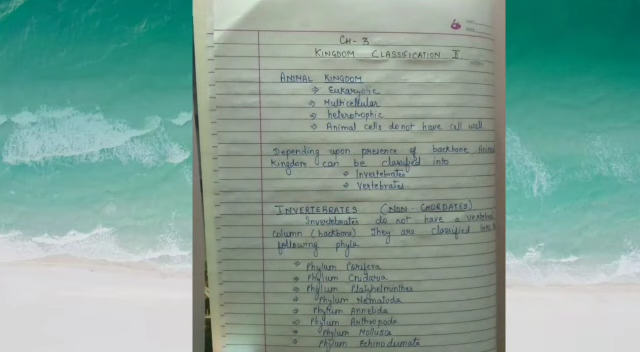 6
CH- 3
KINGDOM CLASSIFICATION II
ANIMAL KINGDOM
⇒ Eukaryotic
⇒ Multicellular
⇒ heterotrophic
⇒ Animal cells do not have cell wall
Depending upon presence of backbone Animal
Kingdom can be classified into
⇒ Invertebrates
⇒ Vertebrates
INVERTEBRATES (NON-CHORDATES)
Invertebrates do not have a vertebral
column (backbone) They are classified into
following phyla
⇒ Phylum Porifera
⇒ Phylum Cnidaria
⇒ Phylum Platyhelminthes
⇒ Phylum Nematoda
⇒ Phylum Annelida
⇒ Phylum Arthropoda
⇒ Phylum Mollusca
⇒ Phylum Echinodermata